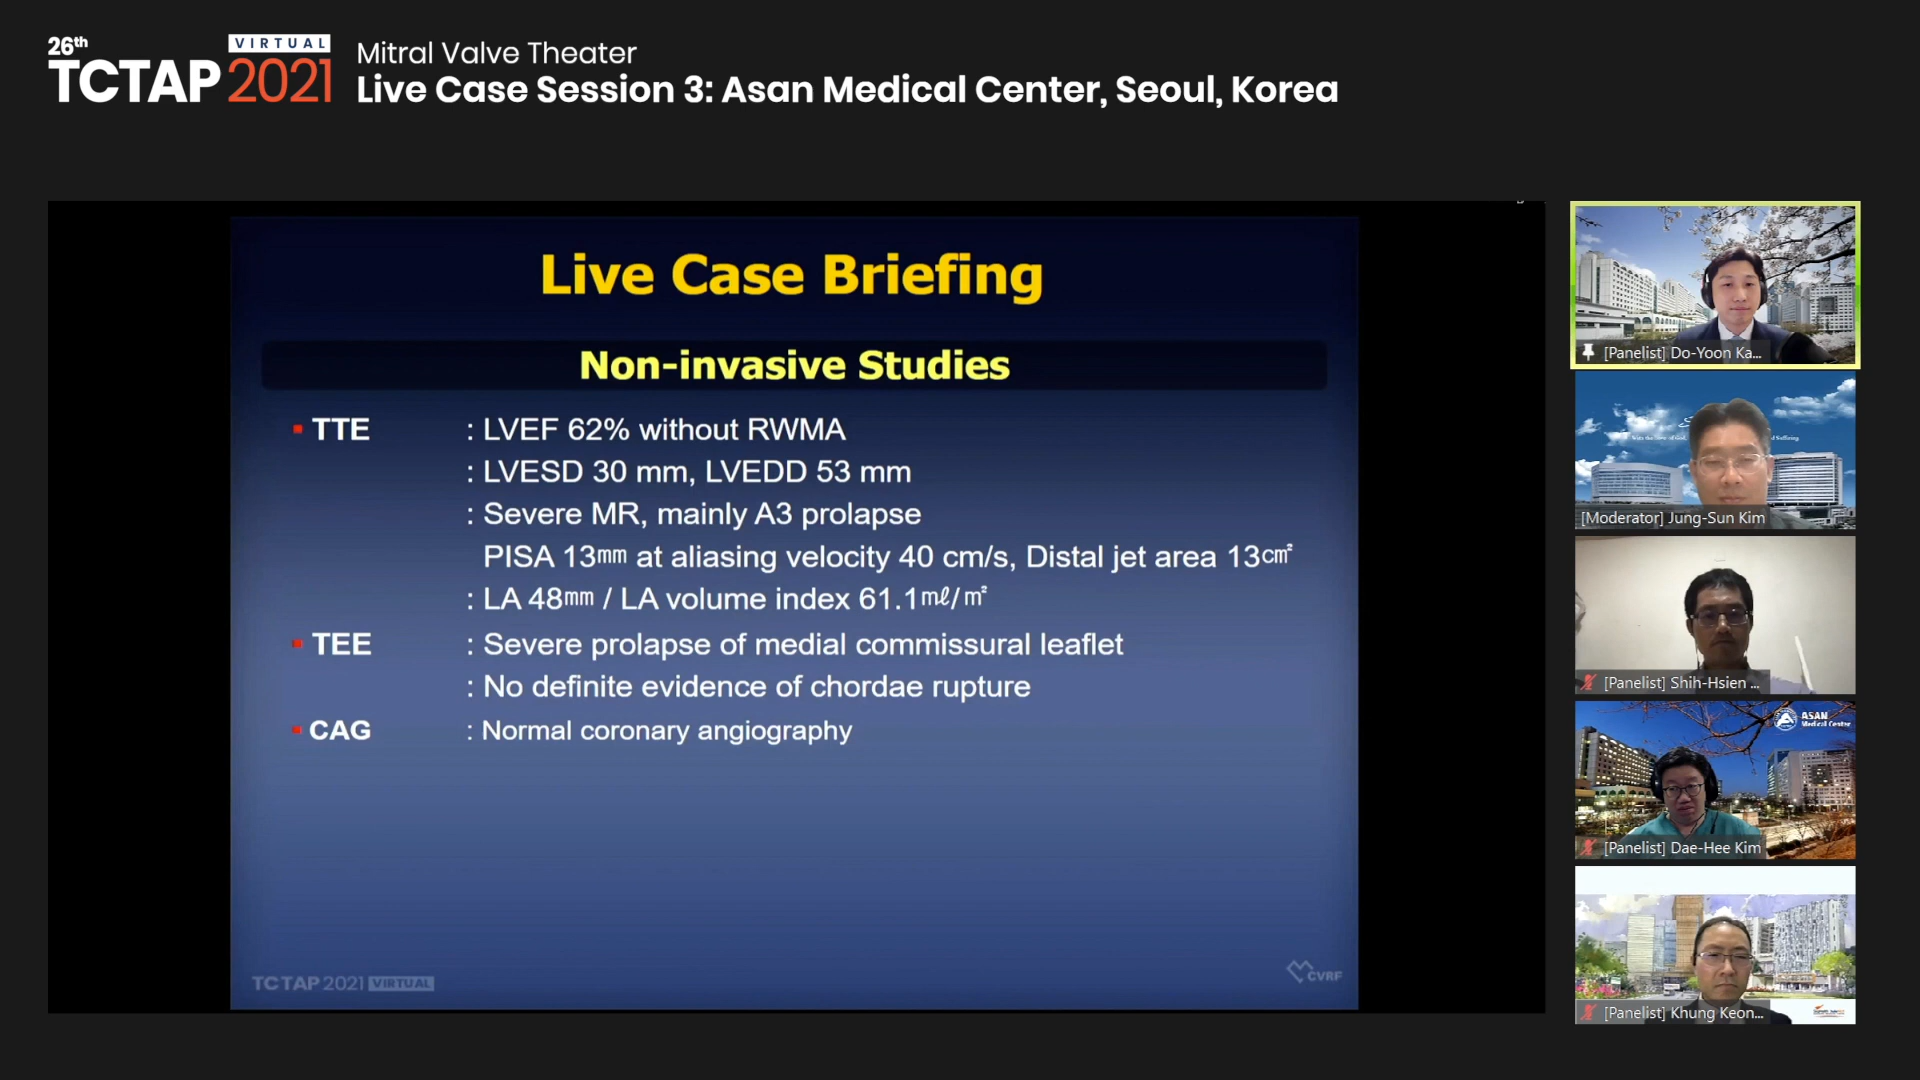 26th
TCTAP VIRTUAL 2021
Mitral Valve Theater
Live Case Session 3: Asan Medical Center, Seoul, Korea
Live Case Briefing
Non-invasive Studies
▪ TTE : LVEF 62% without RWMA
: LVESD 30 mm, LVEDD 53 mm
: Severe MR, mainly A3 prolapse
PISA 13㎜ at aliasing velocity 40 cm/s, Distal jet area 13㎠
: LA 48㎜ / LA volume index 61.1㎖/㎡
▪ TEE : Severe prolapse of medial commissural leaflet
: No definite evidence of chordae rupture
▪ CAG : Normal coronary angiography
TCTAP 2021 VIRTUAL
CVRF
[Panelist] Do-Yoon Ka...
[Moderator] Jung-Sun Kim
[Panelist] Shih-Hsien ...
ASAN
Medical Center
[Panelist] Dae-Hee Kim
[Panelist] Khung Keon...